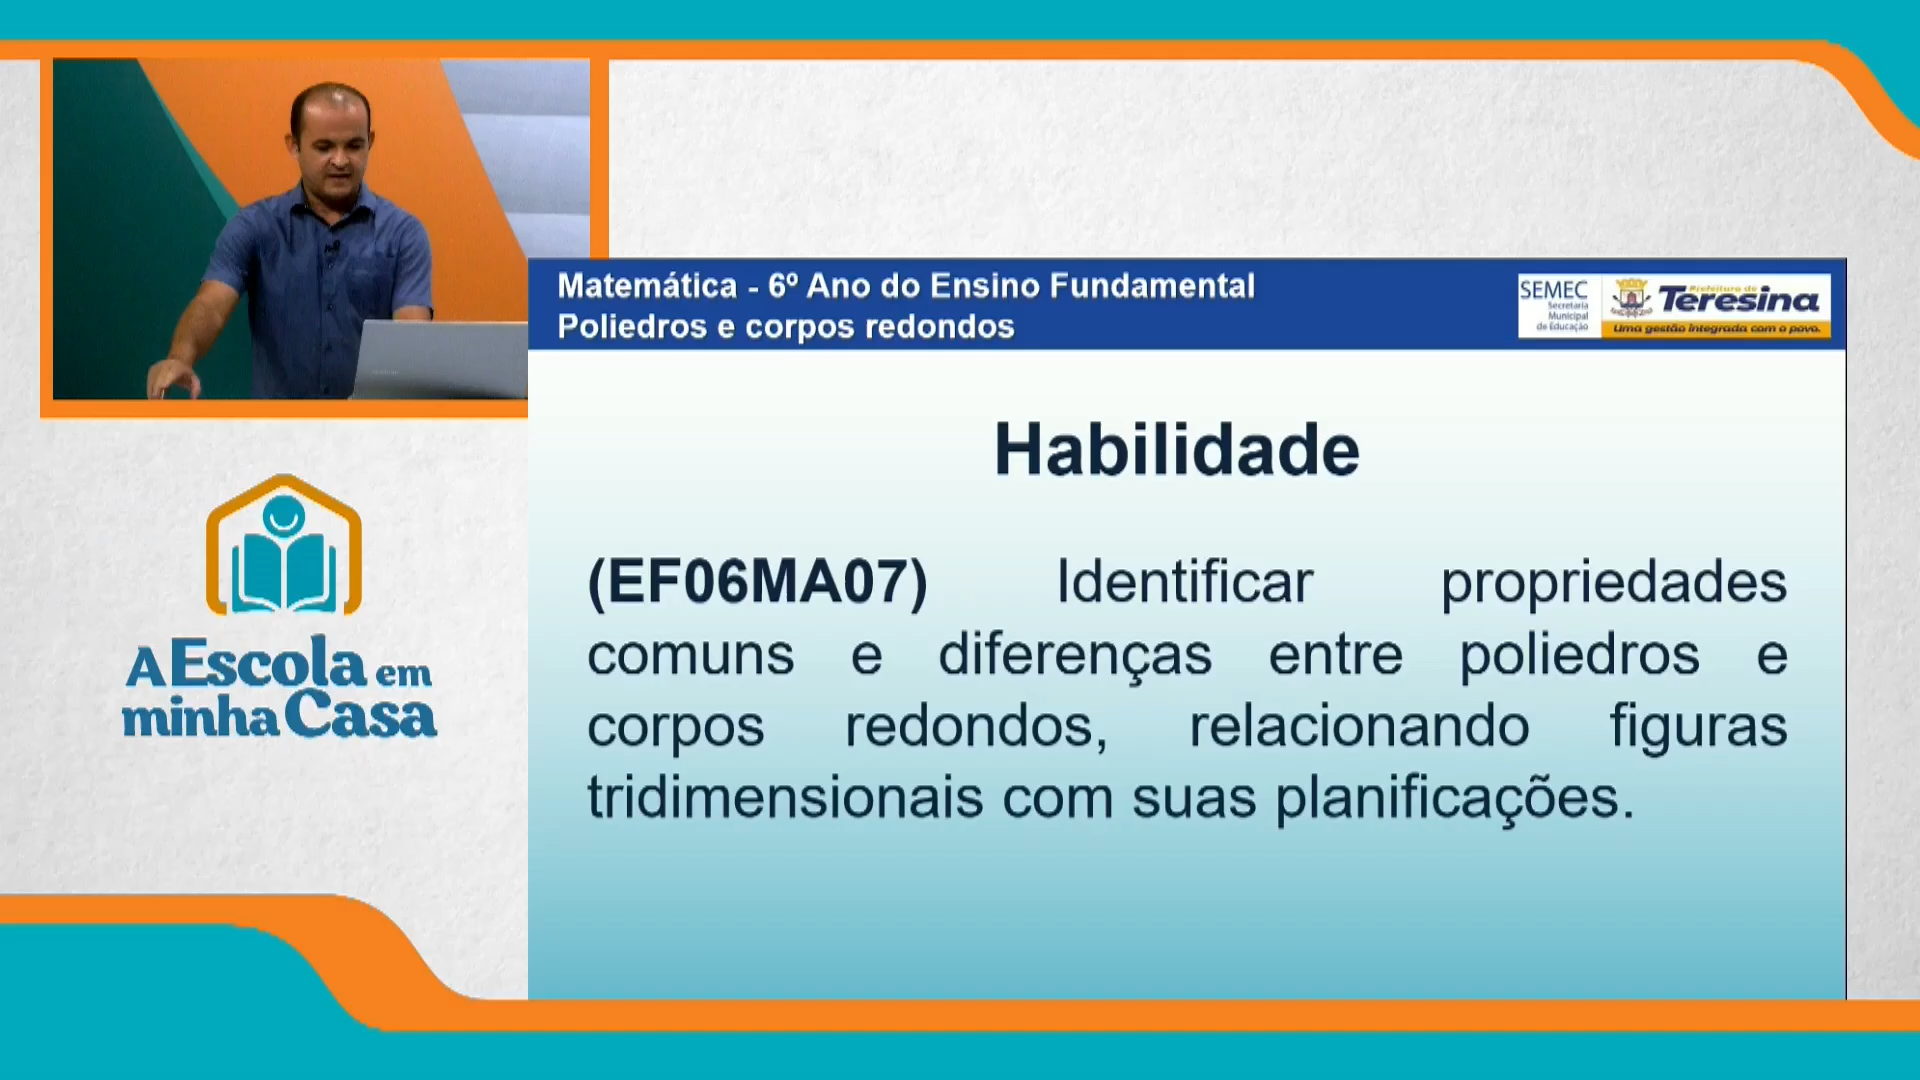 Matemática - 6º Ano do Ensino Fundamental
Poliedros e corpos redondos
SEMEC
Secretaria
Municipal
de Educação
Prefeitura de
Teresina
Uma gestão integrada com o povo.
Habilidade
(EF06MA07) Identificar propriedades
comuns e diferenças entre poliedros e
corpos redondos, relacionando figuras
tridimensionais com suas planificações.
A Escola em
minha Casa